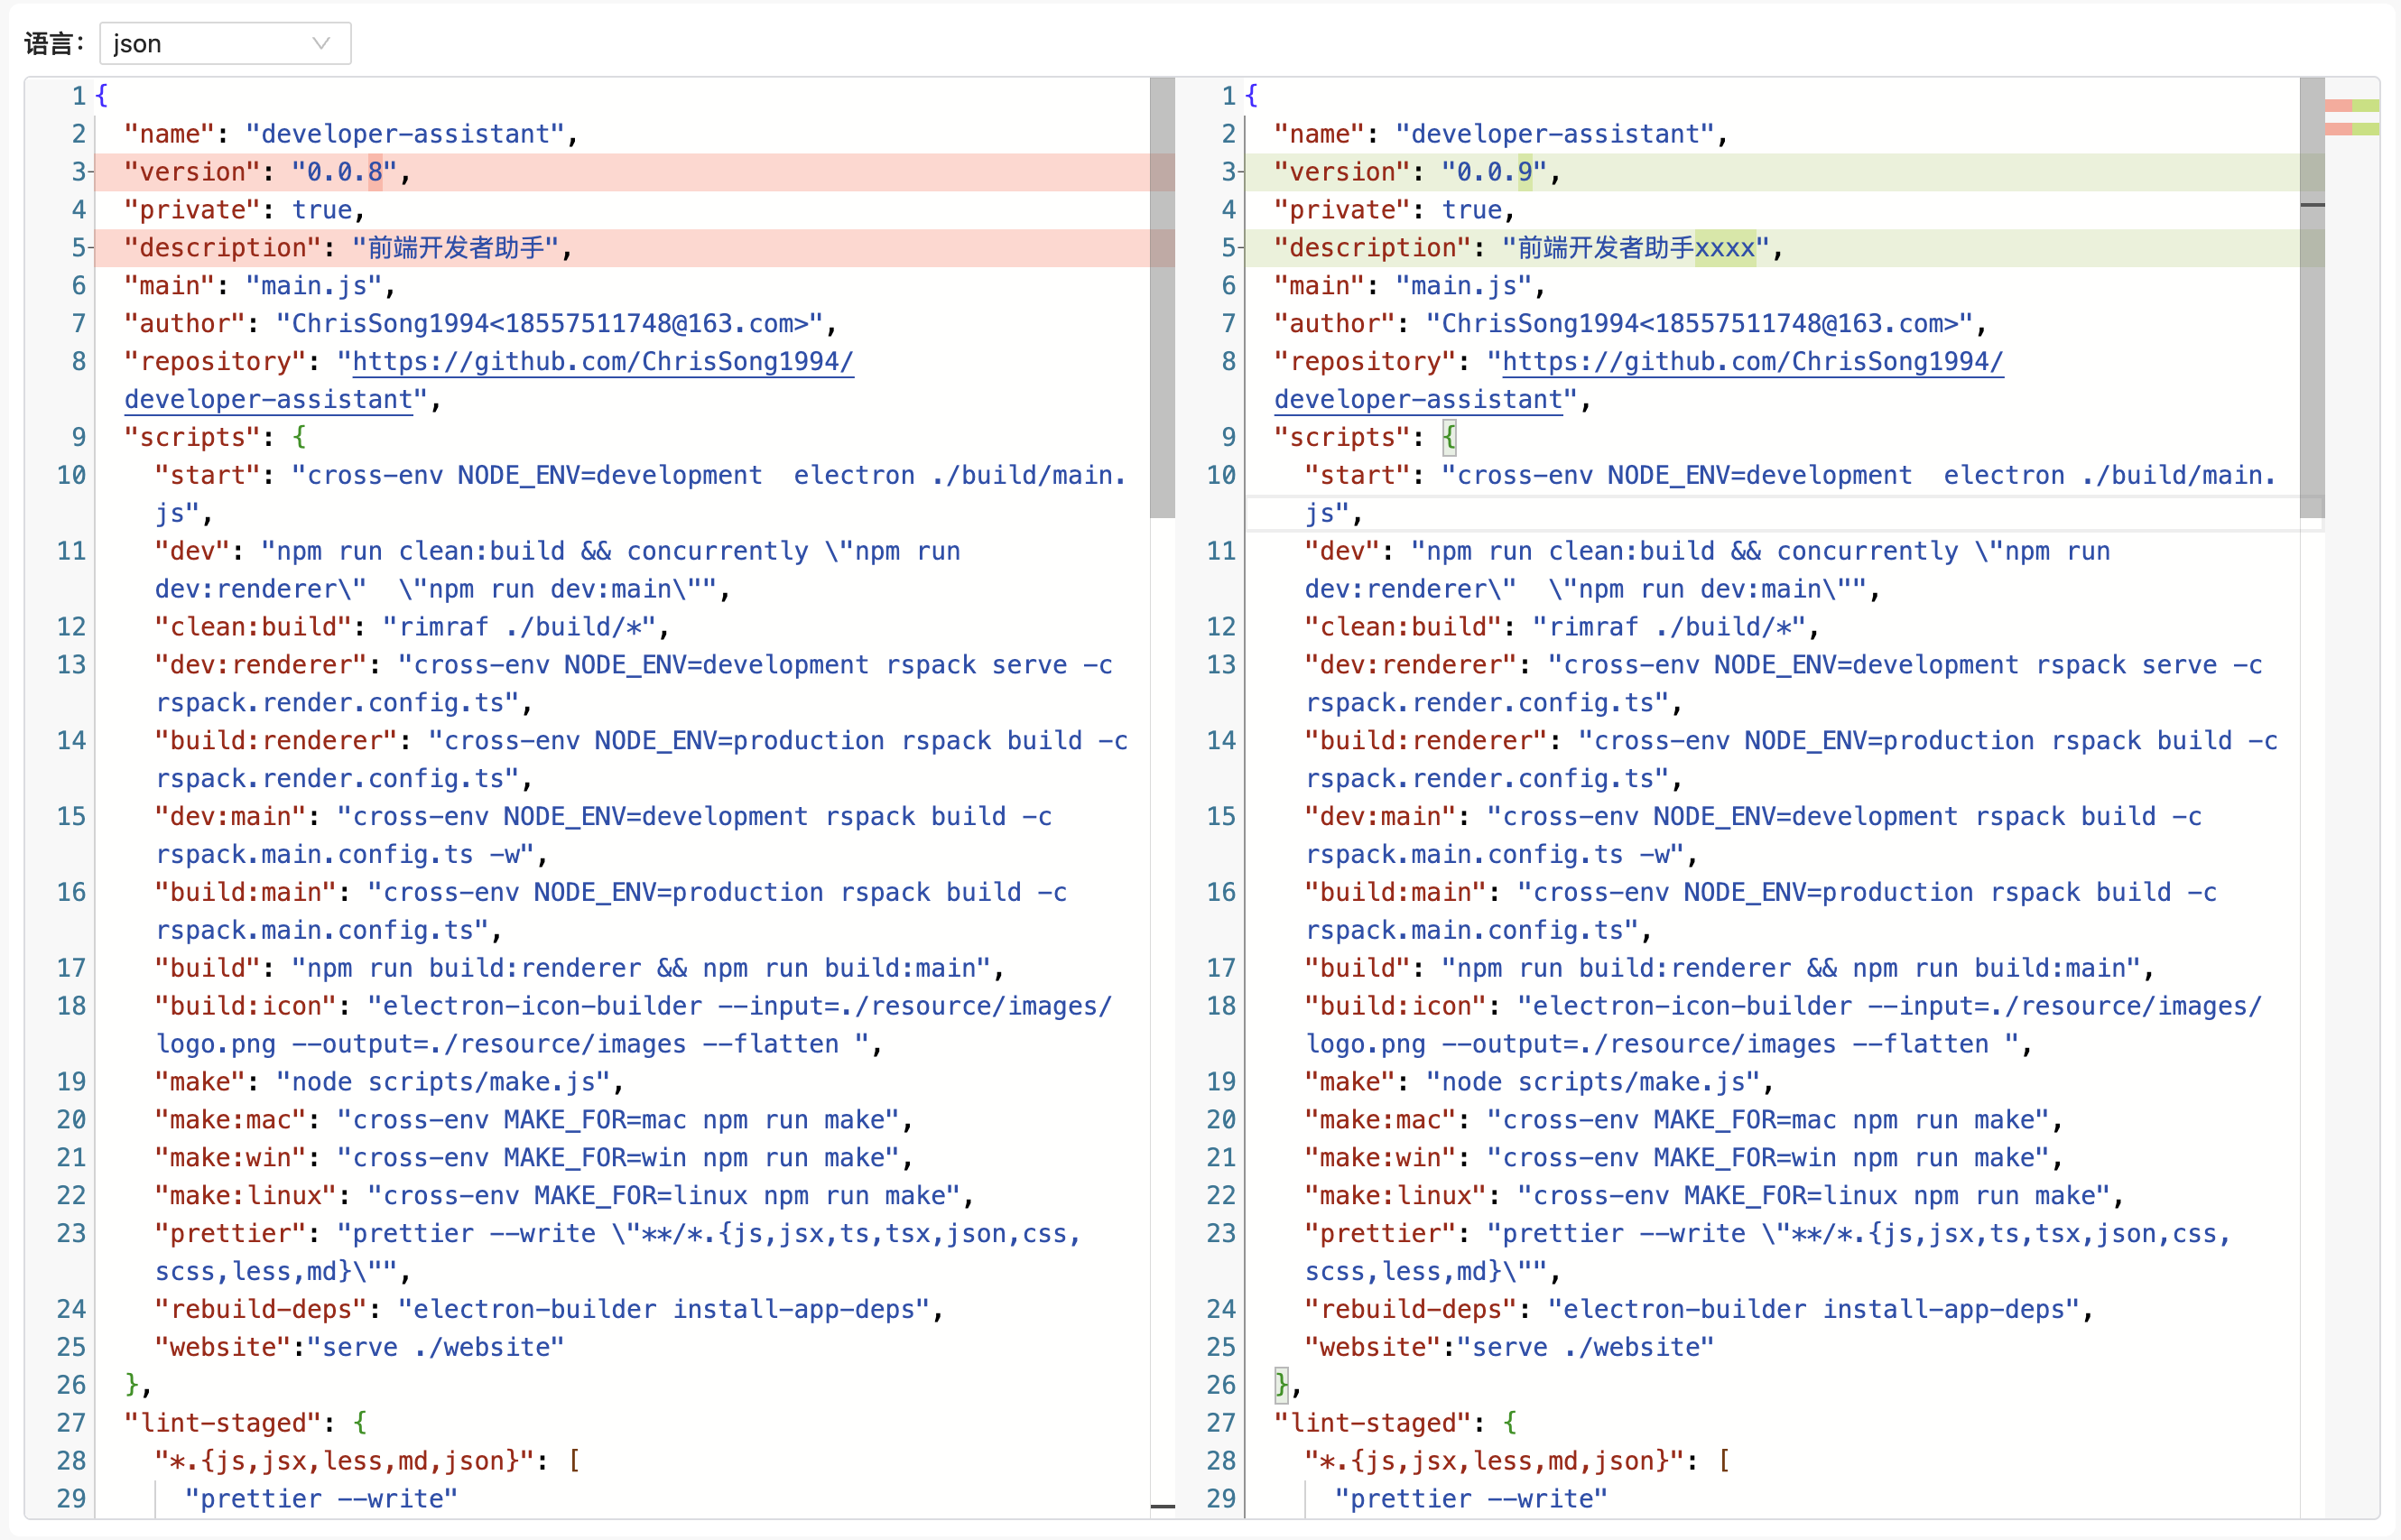 语言： json
1 {
2 "name": "developer-assistant",
3 "version": "0.0.8",
4 "private": true,
5 "description": "前端开发者助手",
6 "main": "main.js",
7 "author": "ChrisSong1994<18557511748@163.com>",
8 "repository": "https://github.com/ChrisSong1994/
developer-assistant",
9 "scripts": {
10 "start": "cross-env NODE_ENV=development  electron ./build/main.
js",
11 "dev": "npm run clean:build && concurrently \"npm run
dev:renderer\"  \"npm run dev:main\"",
12 "clean:build": "rimraf ./build/*",
13 "dev:renderer": "cross-env NODE_ENV=development rspack serve -c
rspack.render.config.ts",
14 "build:renderer": "cross-env NODE_ENV=production rspack build -c
rspack.render.config.ts",
15 "dev:main": "cross-env NODE_ENV=development rspack build -c
rspack.main.config.ts -w",
16 "build:main": "cross-env NODE_ENV=production rspack build -c
rspack.main.config.ts",
17 "build": "npm run build:renderer && npm run build:main",
18 "build:icon": "electron-icon-builder --input=./resource/images/
logo.png --output=./resource/images --flatten ",
19 "make": "node scripts/make.js",
20 "make:mac": "cross-env MAKE_FOR=mac npm run make",
21 "make:win": "cross-env MAKE_FOR=win npm run make",
22 "make:linux": "cross-env MAKE_FOR=linux npm run make",
23 "prettier": "prettier --write \"**/*.{js,jsx,ts,tsx,json,css,
scss,less,md}\"",
24 "rebuild-deps": "electron-builder install-app-deps",
25 "website":"serve ./website"
26 },
27 "lint-staged": {
28 "*.{js,jsx,less,md,json}": [
29 "prettier --write"
1 {
2 "name": "developer-assistant",
3 "version": "0.0.9",
4 "private": true,
5 "description": "前端开发者助手xxxx",
6 "main": "main.js",
7 "author": "ChrisSong1994<18557511748@163.com>",
8 "repository": "https://github.com/ChrisSong1994/
developer-assistant",
9 "scripts": {
10 "start": "cross-env NODE_ENV=development  electron ./build/main.
js",
11 "dev": "npm run clean:build && concurrently \"npm run
dev:renderer\"  \"npm run dev:main\"",
12 "clean:build": "rimraf ./build/*",
13 "dev:renderer": "cross-env NODE_ENV=development rspack serve -c
rspack.render.config.ts",
14 "build:renderer": "cross-env NODE_ENV=production rspack build -c
rspack.render.config.ts",
15 "dev:main": "cross-env NODE_ENV=development rspack build -c
rspack.main.config.ts -w",
16 "build:main": "cross-env NODE_ENV=production rspack build -c
rspack.main.config.ts",
17 "build": "npm run build:renderer && npm run build:main",
18 "build:icon": "electron-icon-builder --input=./resource/images/
logo.png --output=./resource/images --flatten ",
19 "make": "node scripts/make.js",
20 "make:mac": "cross-env MAKE_FOR=mac npm run make",
21 "make:win": "cross-env MAKE_FOR=win npm run make",
22 "make:linux": "cross-env MAKE_FOR=linux npm run make",
23 "prettier": "prettier --write \"**/*.{js,jsx,ts,tsx,json,css,
scss,less,md}\"",
24 "rebuild-deps": "electron-builder install-app-deps",
25 "website":"serve ./website"
26 },
27 "lint-staged": {
28 "*.{js,jsx,less,md,json}": [
29 "prettier --write"